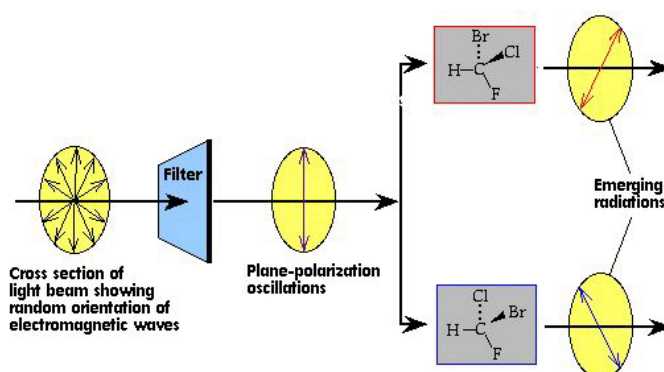 Br
Cl
H-C
F
Filter
Emerging
radiations
Cross section of
light beam showing
random orientation of
electromagnetic waves
Plane-polarization
oscillations
Cl
Br
H-C
F